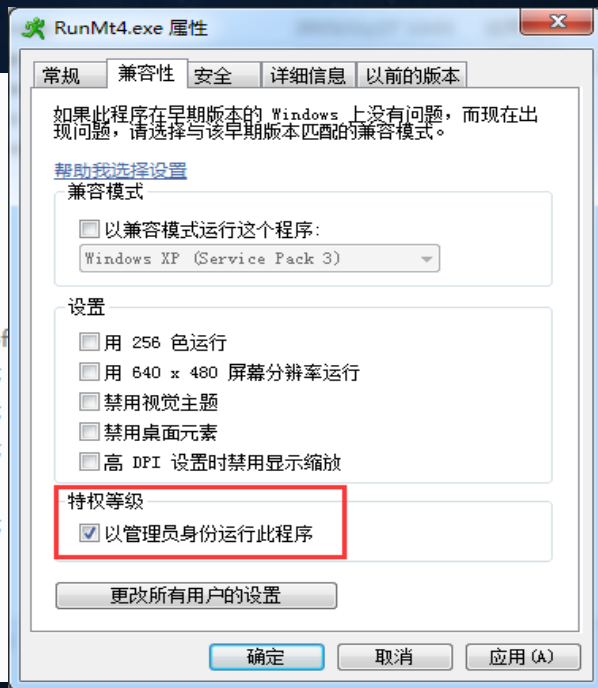 RunMt4.exe 属性
常规 兼容性 安全 详细信息 以前的版本
如果此程序在早期版本的 Windows 上没有问题，而现在出
现问题，请选择与该早期版本匹配的兼容模式。
帮助我选择设置
兼容模式
以兼容模式运行这个程序:
Windows XP (Service Pack 3)
设置
用 256 色运行
用 640 x 480 屏幕分辨率运行
禁用视觉主题
禁用桌面元素
高 DPI 设置时禁用显示缩放
特权等级
以管理员身份运行此程序
更改所有用户的设置
确定 取消 应用(A)